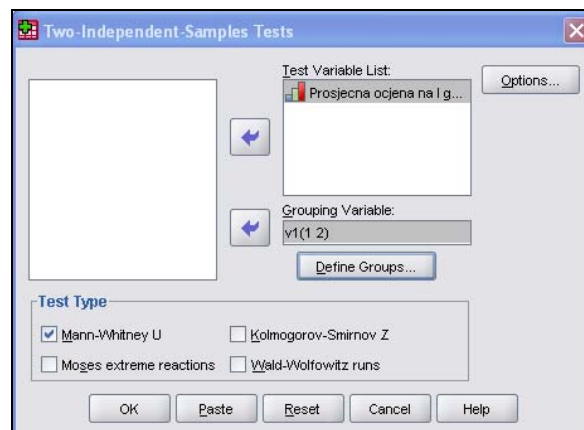 Two-Independent-Samples Tests
Test Variable List:
Prosjecna ocjena na I g...
Options...
Grouping Variable:
v1(1 2)
Define Groups...
Test Type
Mann-Whitney U
Kolmogorov-Smirnov Z
Moses extreme reactions
Wald-Wolfowitz runs
OK
Paste
Reset
Cancel
Help